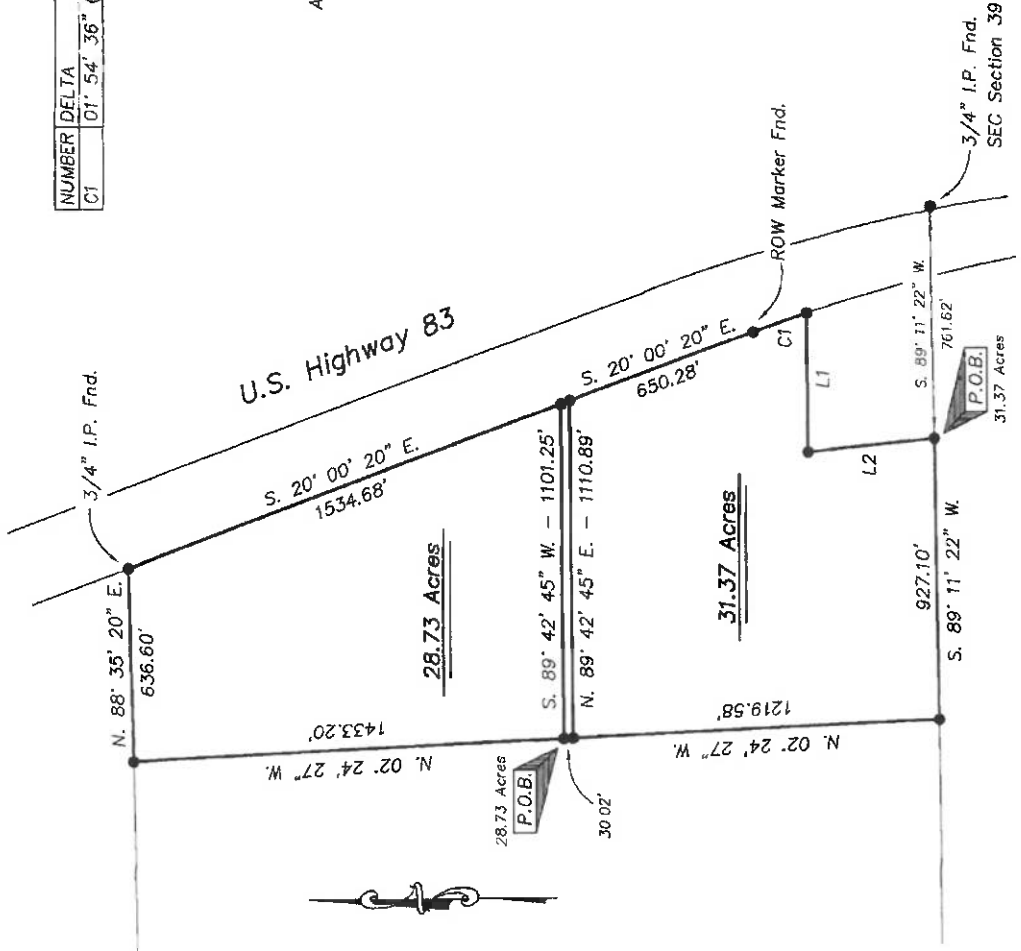 NUMBER DELTA
C1 01° 54' 36"
A
3/4" I.P. Fnd.
N. 88° 35' 20" E.
636.60'
U.S. Highway 83
S. 20° 00' 20" E.
1534.68'
28.73 Acres
1433.20'
N. 02° 24' 27" W.
S. 89° 42' 45" W. - 1101.25'
N. 89° 42' 45" E. - 1110.89'
28.73 Acres
P.O.B.
30.02'
S. 20° 00' 20" E.
650.28'
ROW Marker Fnd.
C1
L1
L2
31.37 Acres
1219.58'
N. 02° 24' 27" W.
3/4" I.P. Fnd.
SEC Section 39
S. 89° 11' 22" W.
761.62'
P.O.B.
31.37 Acres
927.10'
S. 89° 11' 22" W.